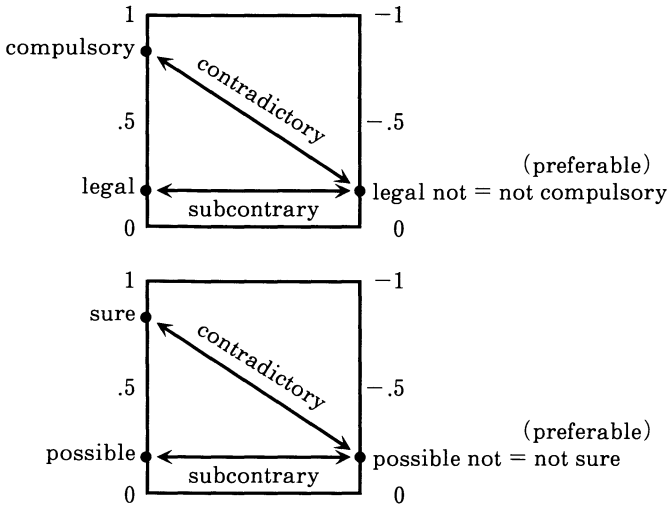 1 −1
compulsory
contradictory
.5 −.5
(preferable)
legal legal not = not compulsory
subcontrary
0 0
1 −1
sure
contradictory
.5 −.5
(preferable)
possible possible not = not sure
subcontrary
0 0